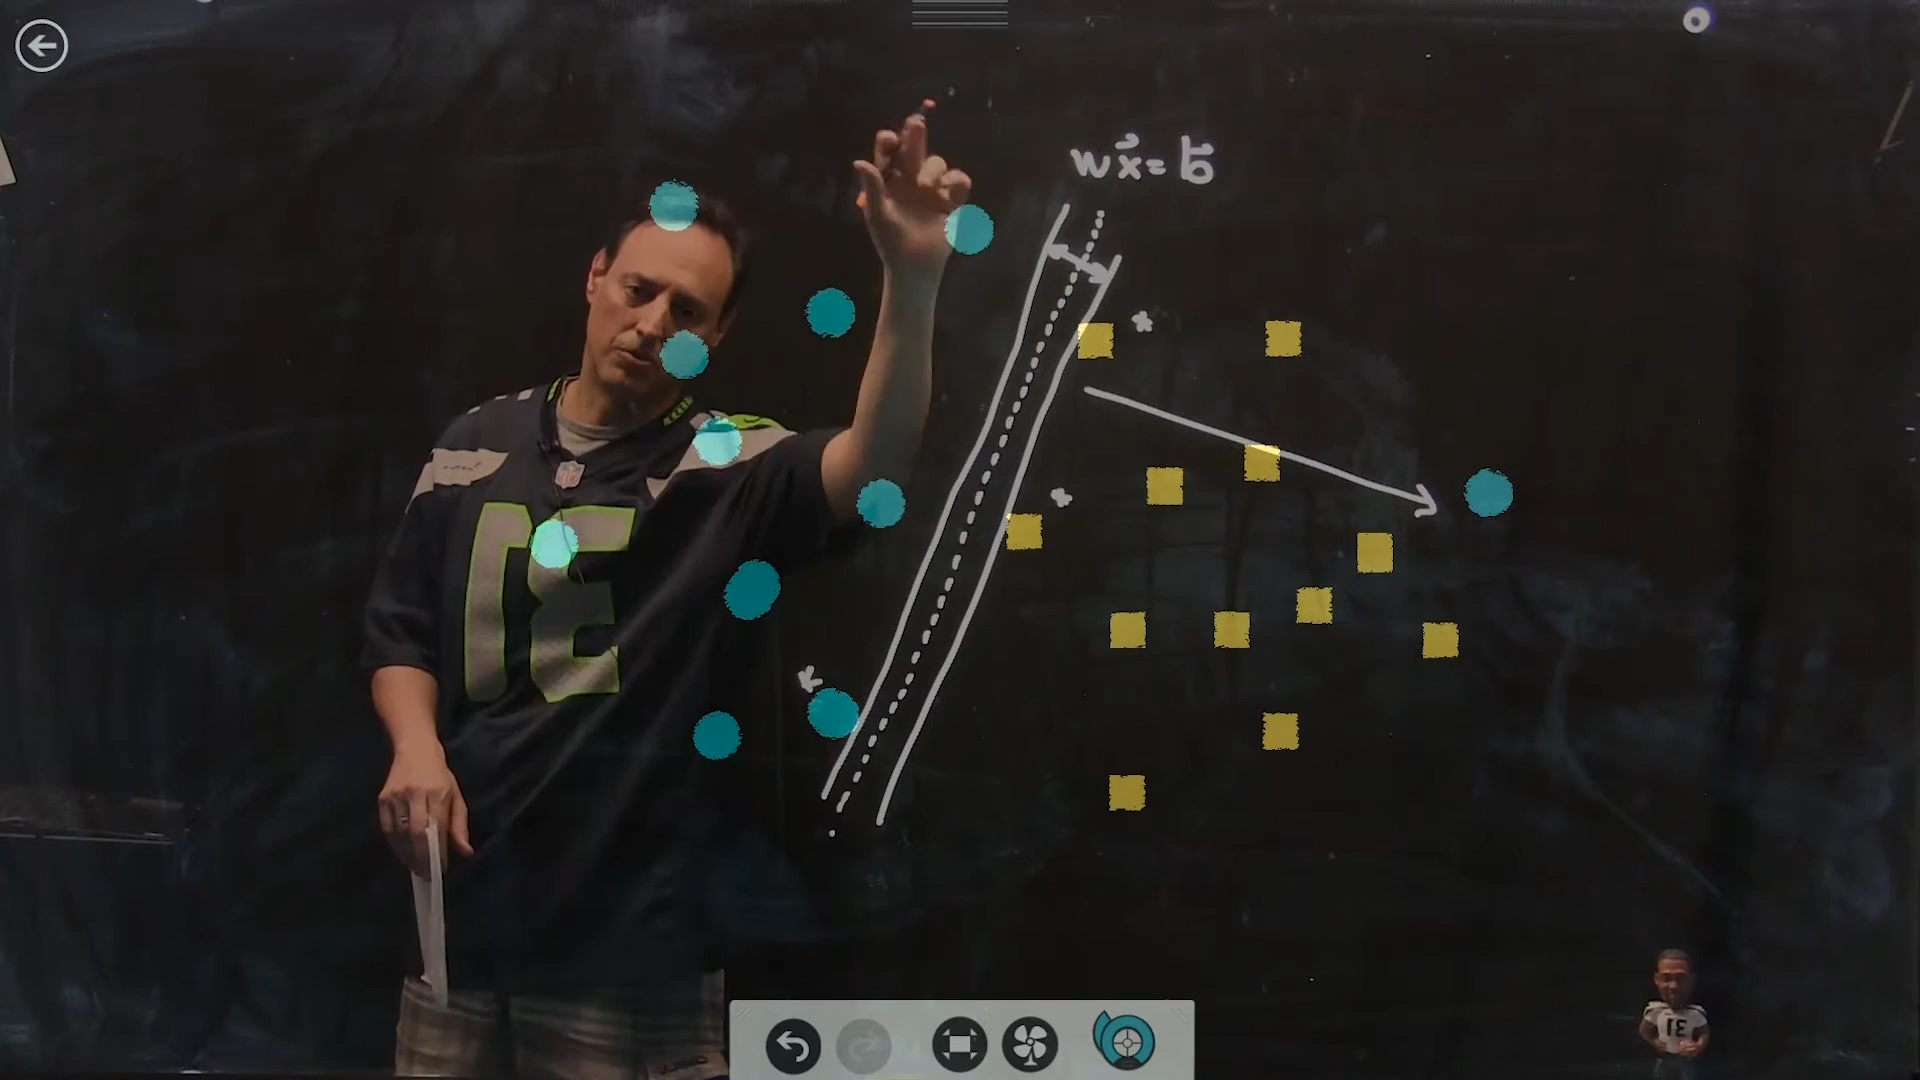 wx⃗ = b⃗